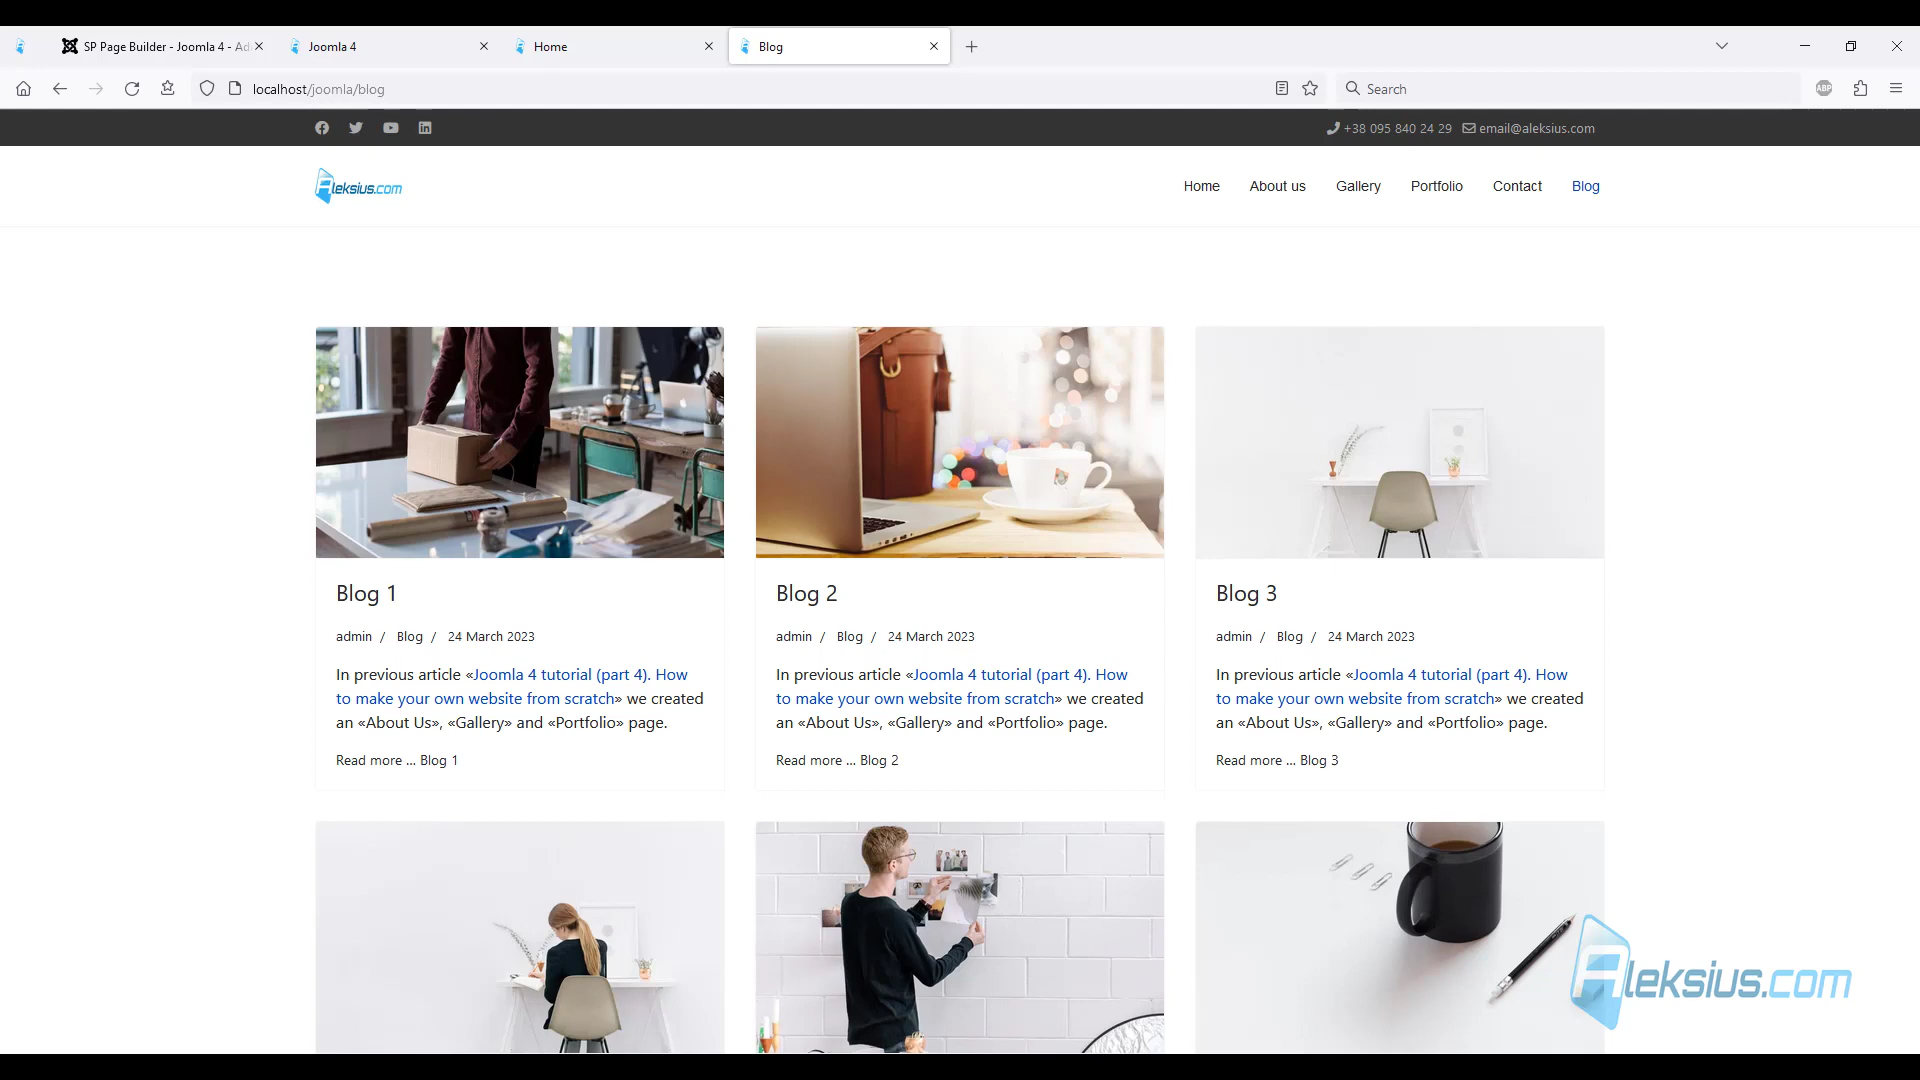 SP Page Builder - Joomla 4 - Ad
Joomla 4
Home
Blog
localhost/joomla/blog
Search
ABP
+38 095 840 24 29
email@aleksius.com
Aleksius.com
Home
About us
Gallery
Portfolio
Contact
Blog
Blog 1
admin / Blog / 24 March 2023
In previous article «Joomla 4 tutorial (part 4). How
to make your own website from scratch» we created
an «About Us», «Gallery» and «Portfolio» page.
Read more ... Blog 1
Blog 2
admin / Blog / 24 March 2023
In previous article «Joomla 4 tutorial (part 4). How
to make your own website from scratch» we created
an «About Us», «Gallery» and «Portfolio» page.
Read more ... Blog 2
Blog 3
admin / Blog / 24 March 2023
In previous article «Joomla 4 tutorial (part 4). How
to make your own website from scratch» we created
an «About Us», «Gallery» and «Portfolio» page.
Read more ... Blog 3
Aleksius.com